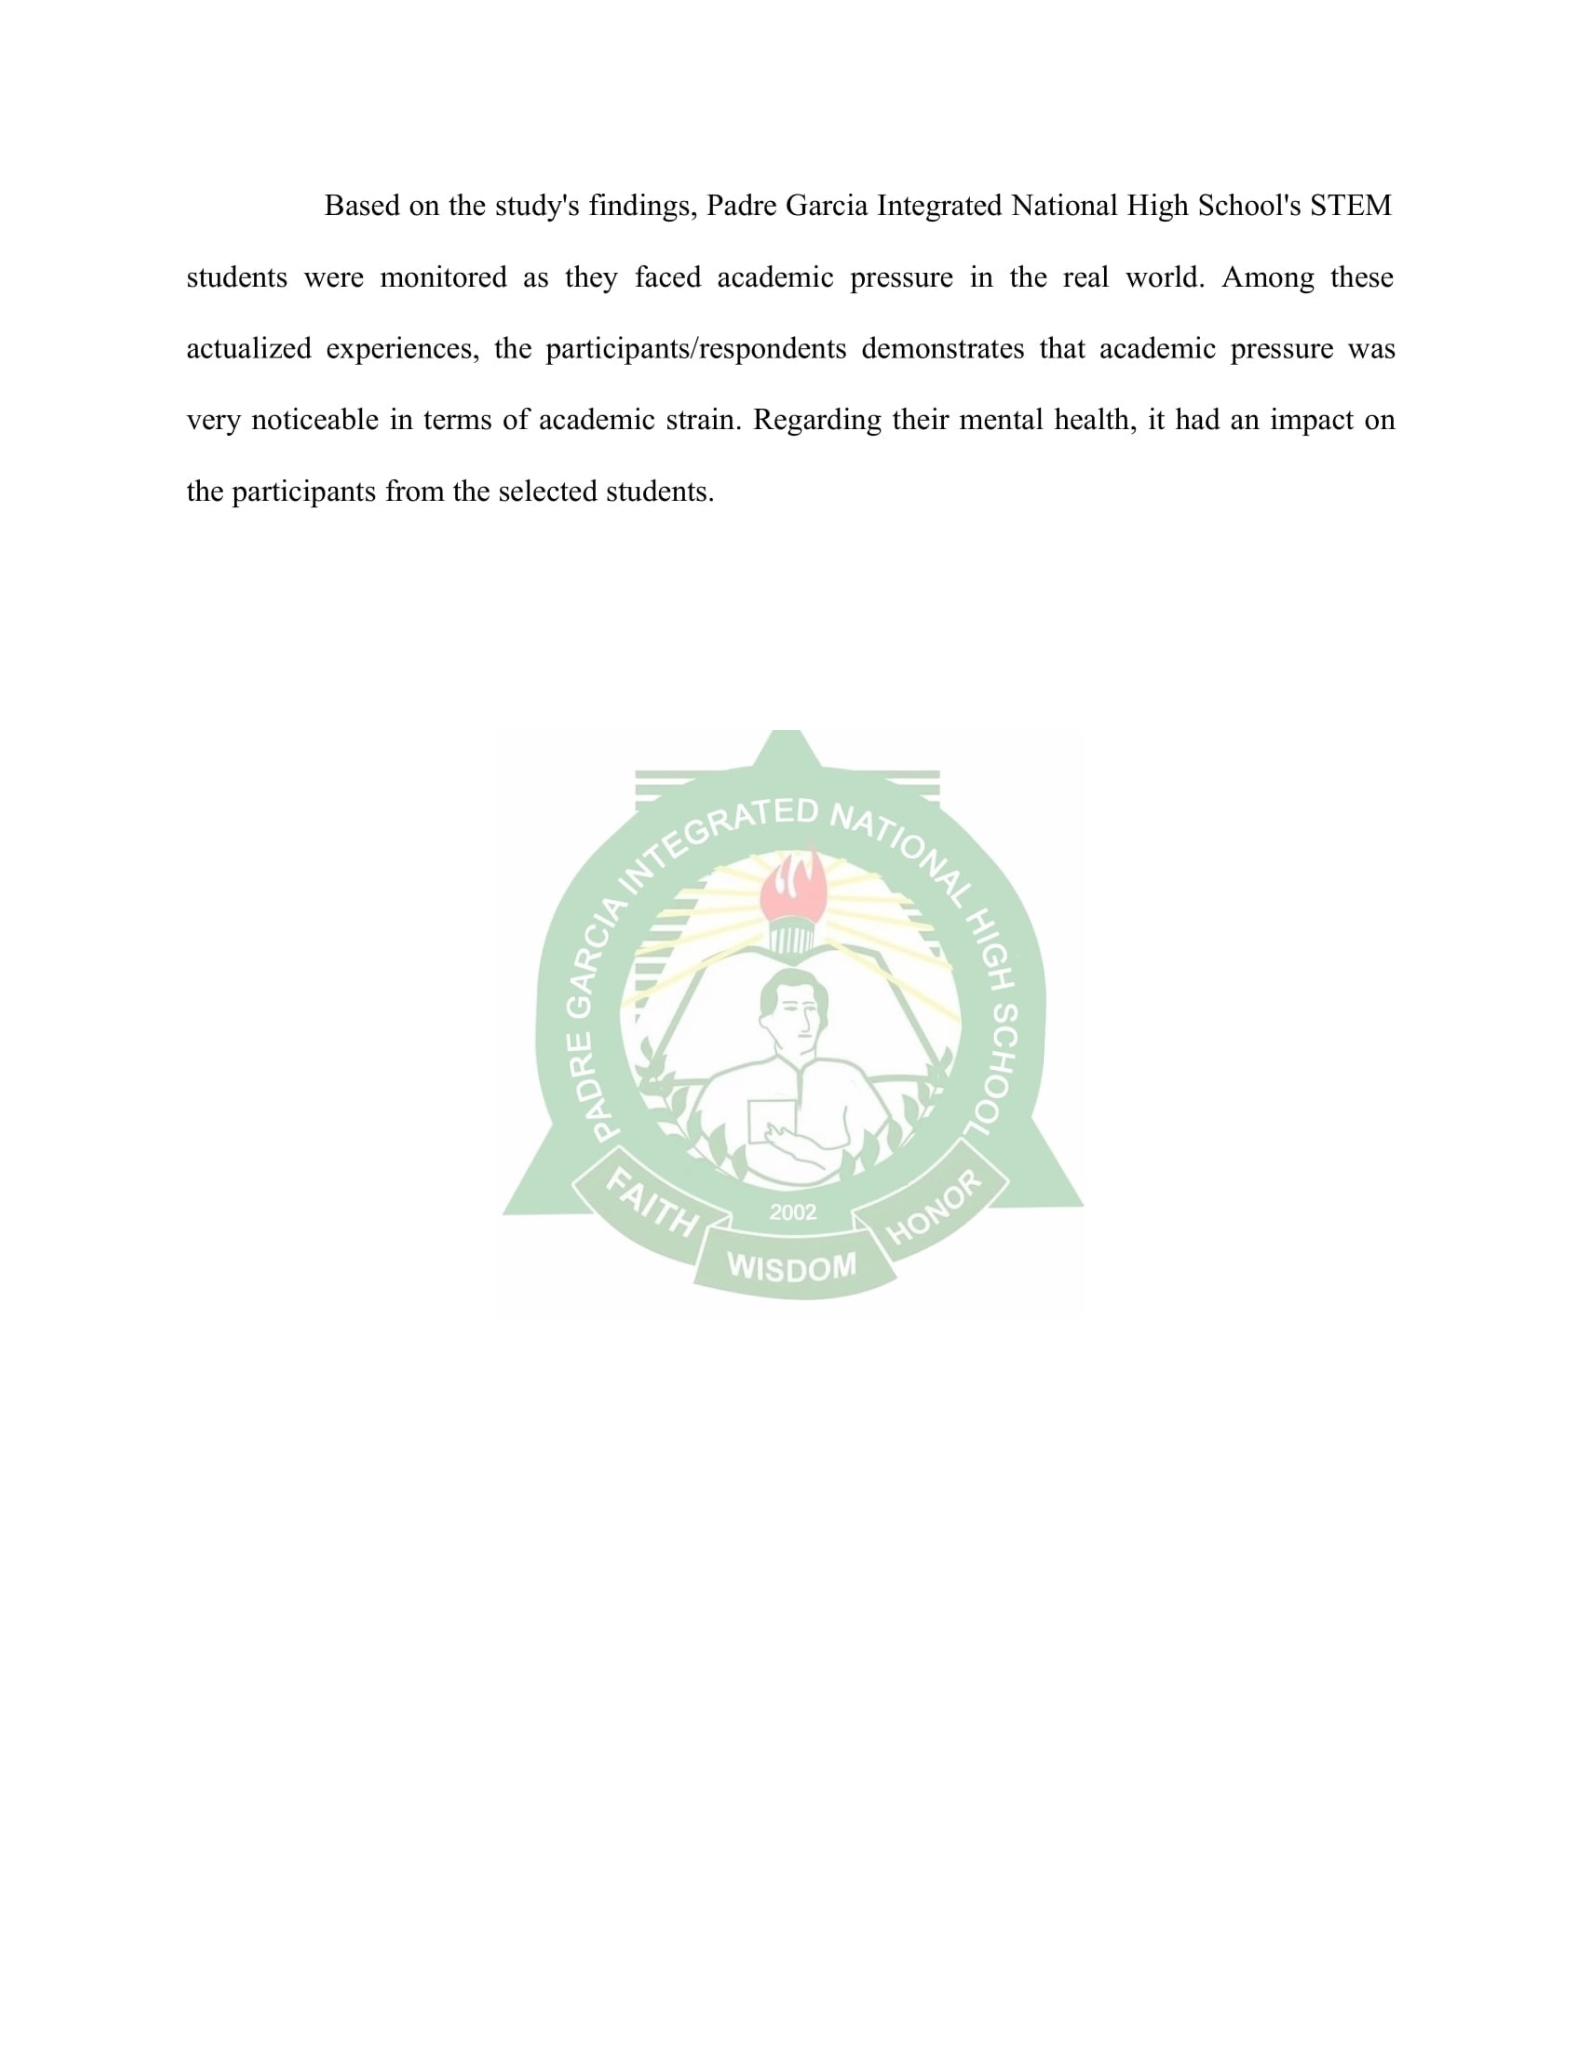 Based on the study's findings, Padre Garcia Integrated National High School's STEM
students were monitored as they faced academic pressure in the real world. Among these
actualized experiences, the participants/respondents demonstrates that academic pressure was
very noticeable in terms of academic strain. Regarding their mental health, it had an impact on
the participants from the selected students.
PADRE GARCIA INTEGRATED NATIONAL HIGH SCHOOL
2002
FAITH
WISDOM
HONOR